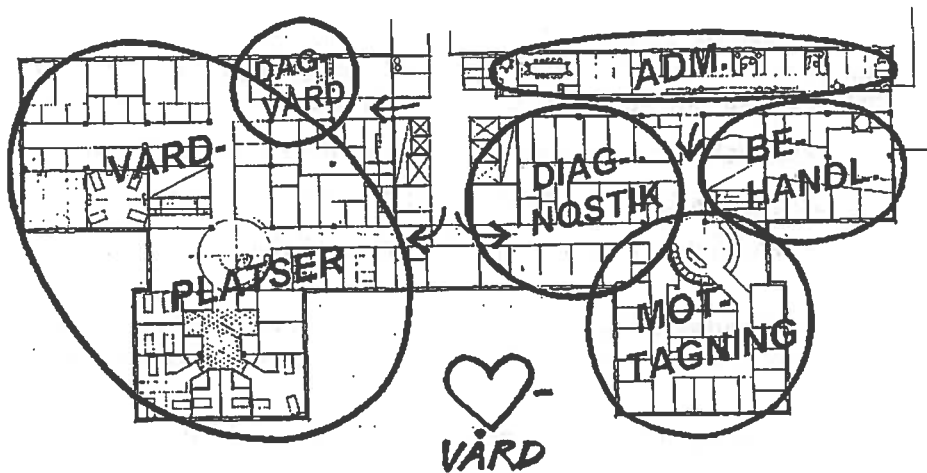 DAG-
VÅRD
ADM.
VÅRD-
PLATSER
DIAG-
NOSTIK
BE-
HANDL.
MOT-
TAGNING
-
VÅRD